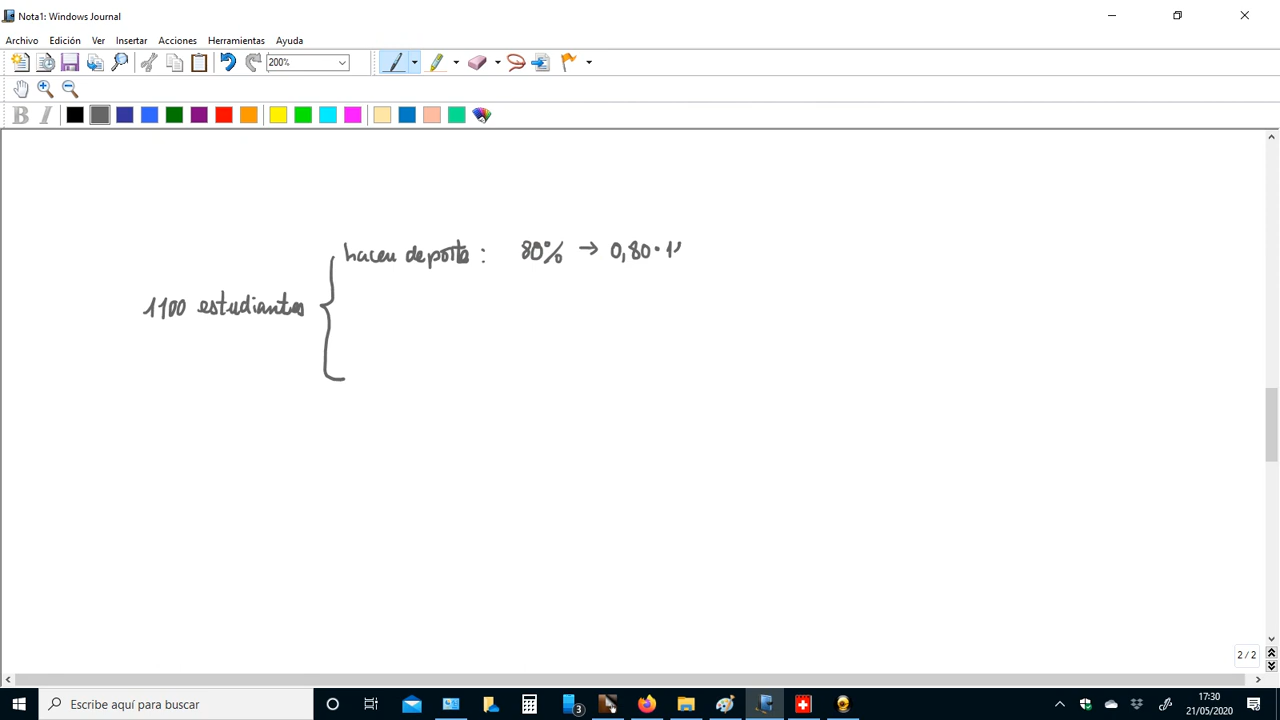 Nota1: Windows Journal
Archivo Edición Ver Insertar Acciones Herramientas Ayuda
200%
B I
hacen deporte : 80% → 0,80·1
1100 estudiantes
2 / 2
Escribe aquí para buscar
3
17:30
21/05/2020